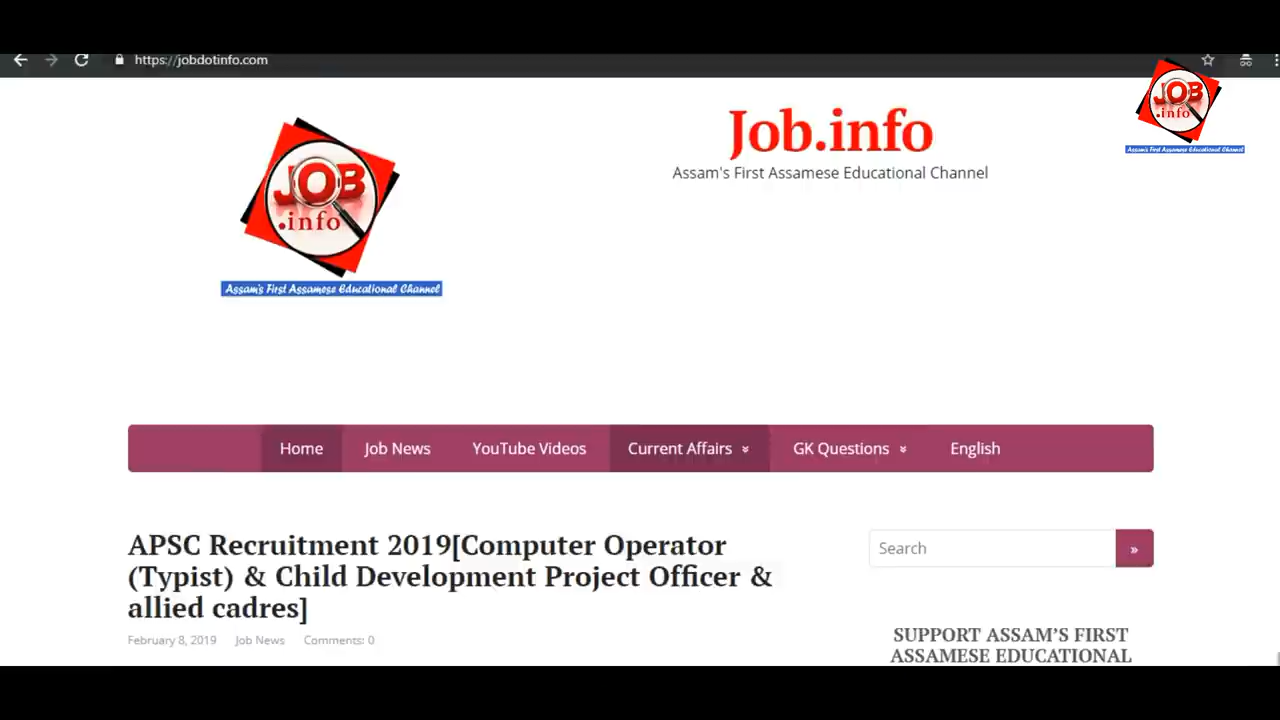 https://jobdotinfo.com
JOB
.info
Assam's First Assamese Educational Channel
JOB
.info
Assam's First Assamese Educational Channel
Job.info
Assam's First Assamese Educational Channel
Home
Job News
YouTube Videos
Current Affairs
GK Questions
English
APSC Recruitment 2019[Computer Operator
(Typist) & Child Development Project Officer &
allied cadres]
February 8, 2019
Job News
Comments: 0
Search
»
SUPPORT ASSAM’S FIRST
ASSAMESE EDUCATIONAL